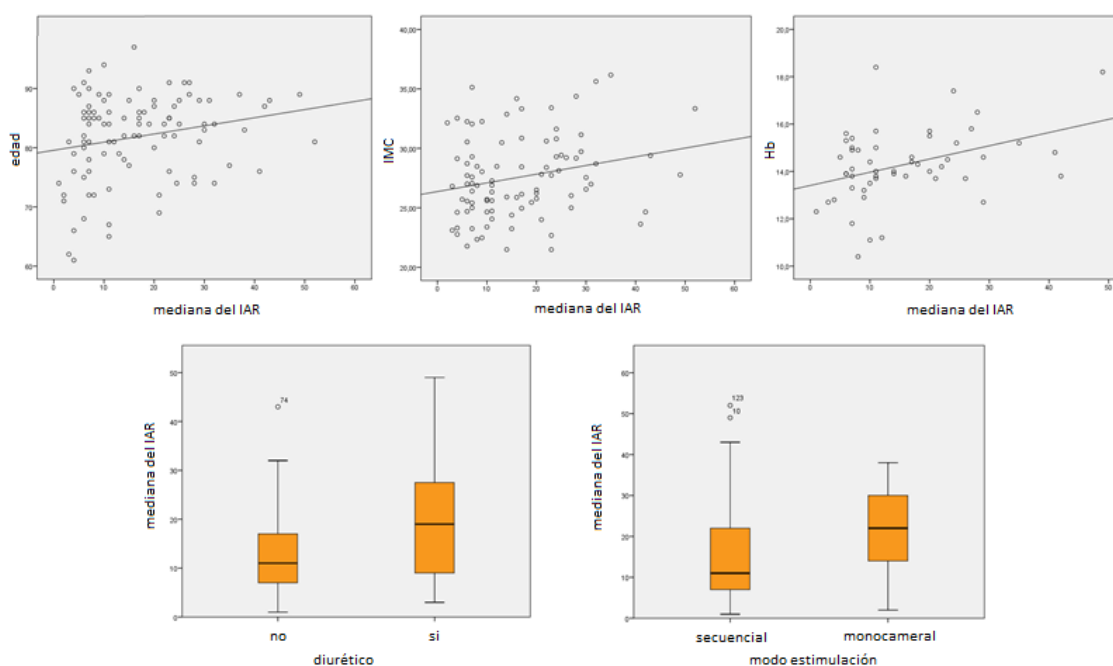 edad
90
80
70
60
0 10 20 30 40 50 60
mediana del IAR
IMC
40,00
35,00
30,00
25,00
20,00
0 10 20 30 40 50 60
mediana del IAR
Hb
20,0
18,0
16,0
14,0
12,0
10,0
0 10 20 30 40 50
mediana del IAR
mediana del IAR
50
40
30
20
10
0
74
no si
diurético
mediana del IAR
60
50
40
30
20
10
0
123
10
secuencial monocameral
modo estimulación